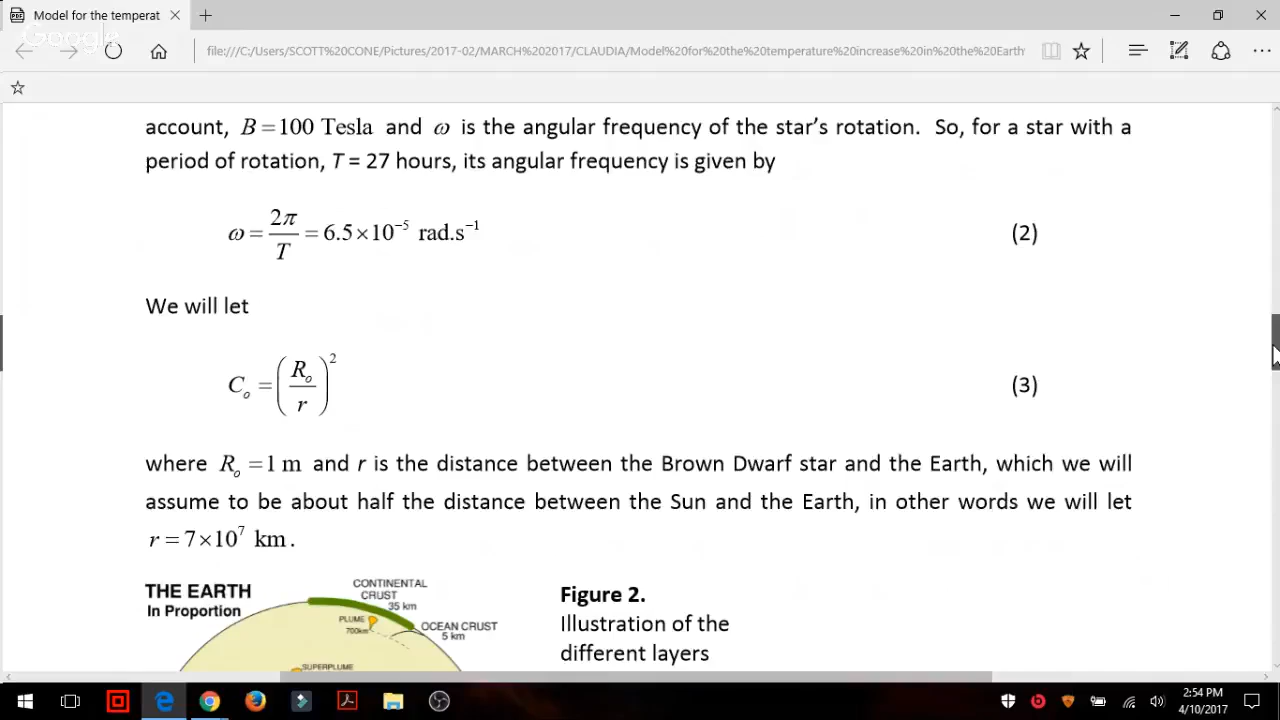 Model for the temperat
Google
file:///C:/Users/SCOTT%20CONE/Pictures/2017-02/MARCH%202017/CLAUDIA/Model%20for%20the%20temperature%20increase%20in%20the%20Earth
account, B = 100 Tesla and ω is the angular frequency of the star's rotation. So, for a star with a
period of rotation, T = 27 hours, its angular frequency is given by
ω = 2π/T = 6.5×10⁻⁵ rad.s⁻¹ (2)
We will let
Cₒ = (Rₒ/r)² (3)
where Rₒ = 1 m and r is the distance between the Brown Dwarf star and the Earth, which we will
assume to be about half the distance between the Sun and the Earth, in other words we will let
r = 7×10⁷ km.
THE EARTH
In Proportion
CONTINENTAL
CRUST
35 km
PLUME
700km
OCEAN CRUST
5 km
SUPERPLUME
Figure 2.
Illustration of the
different layers
2:54 PM
4/10/2017